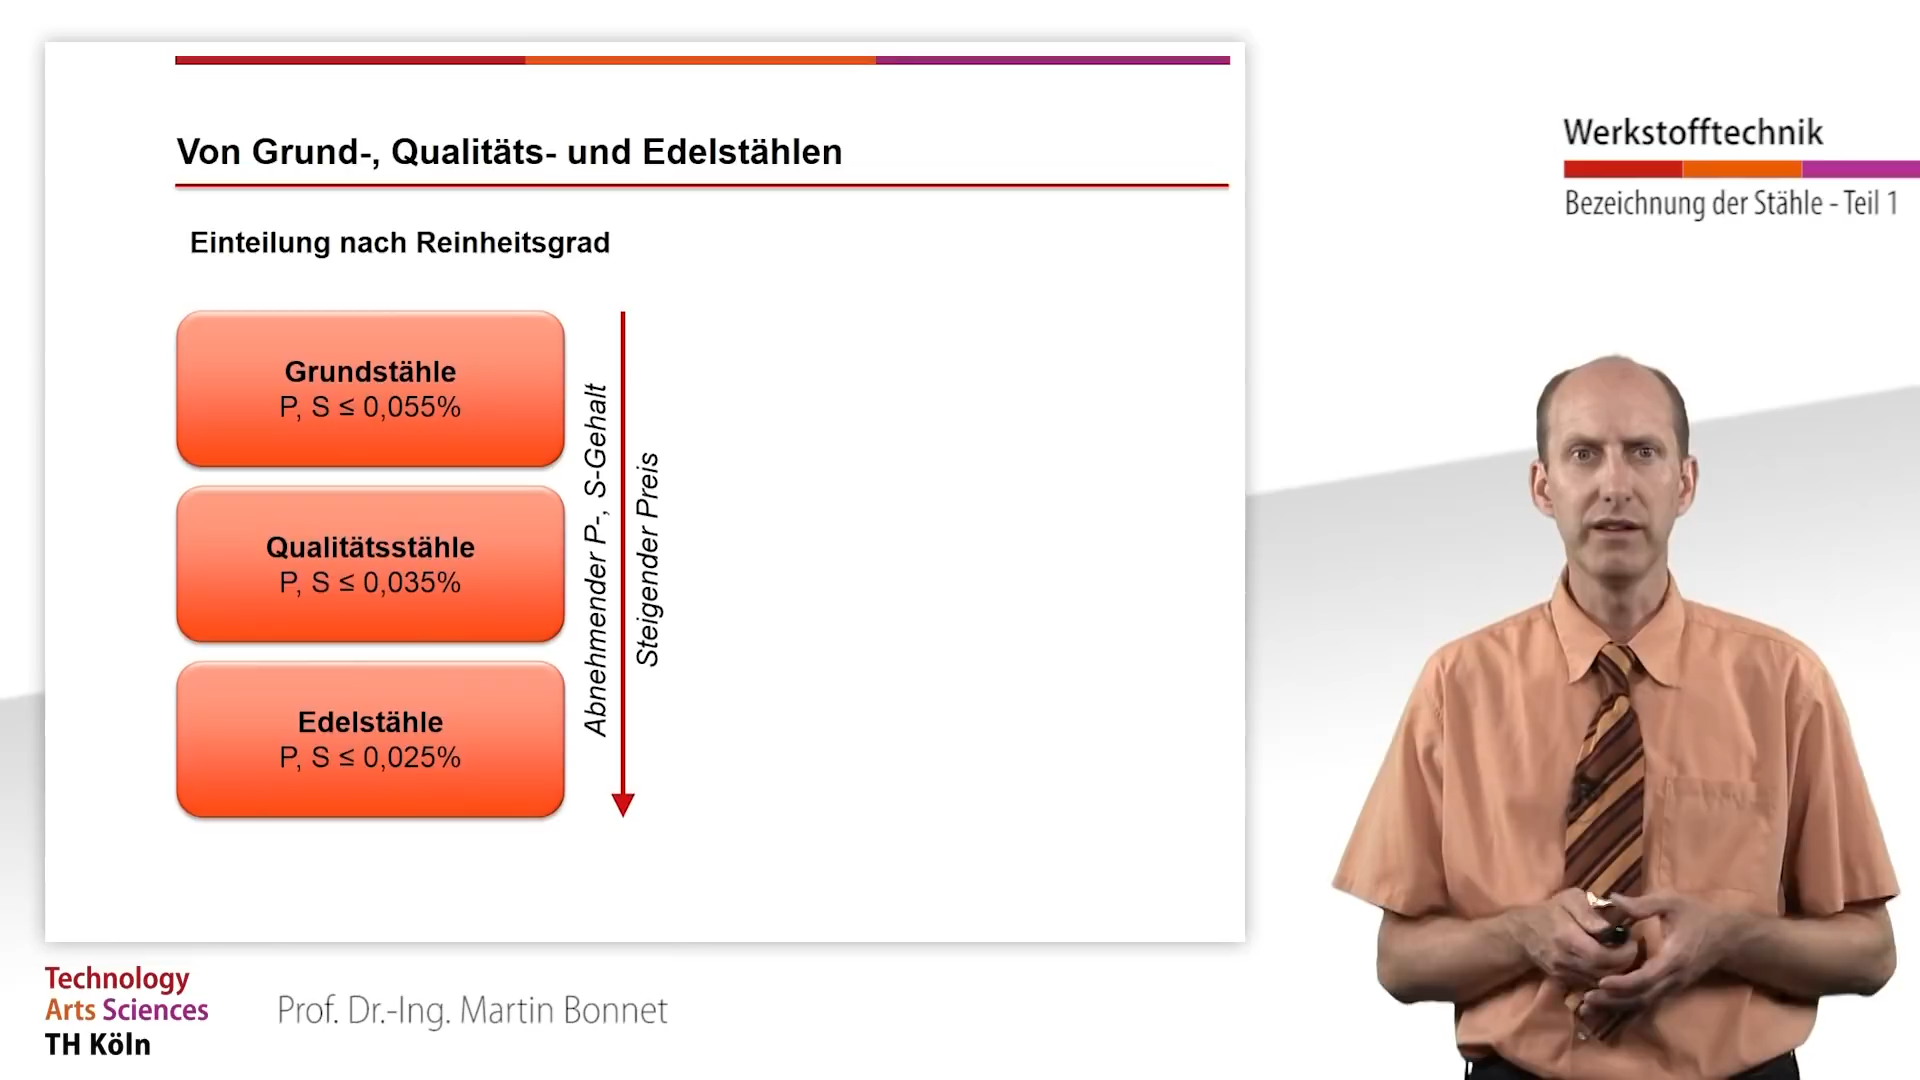 Von Grund-, Qualitäts- und Edelstählen
Einteilung nach Reinheitsgrad
Grundstähle
P, S ≤ 0,055%
Qualitätsstähle
P, S ≤ 0,035%
Edelstähle
P, S ≤ 0,025%
Abnehmender P-, S-Gehalt
Steigender Preis
Werkstofftechnik
Bezeichnung der Stähle - Teil 1
Technology
Arts Sciences
TH Köln
Prof. Dr.-Ing. Martin Bonnet